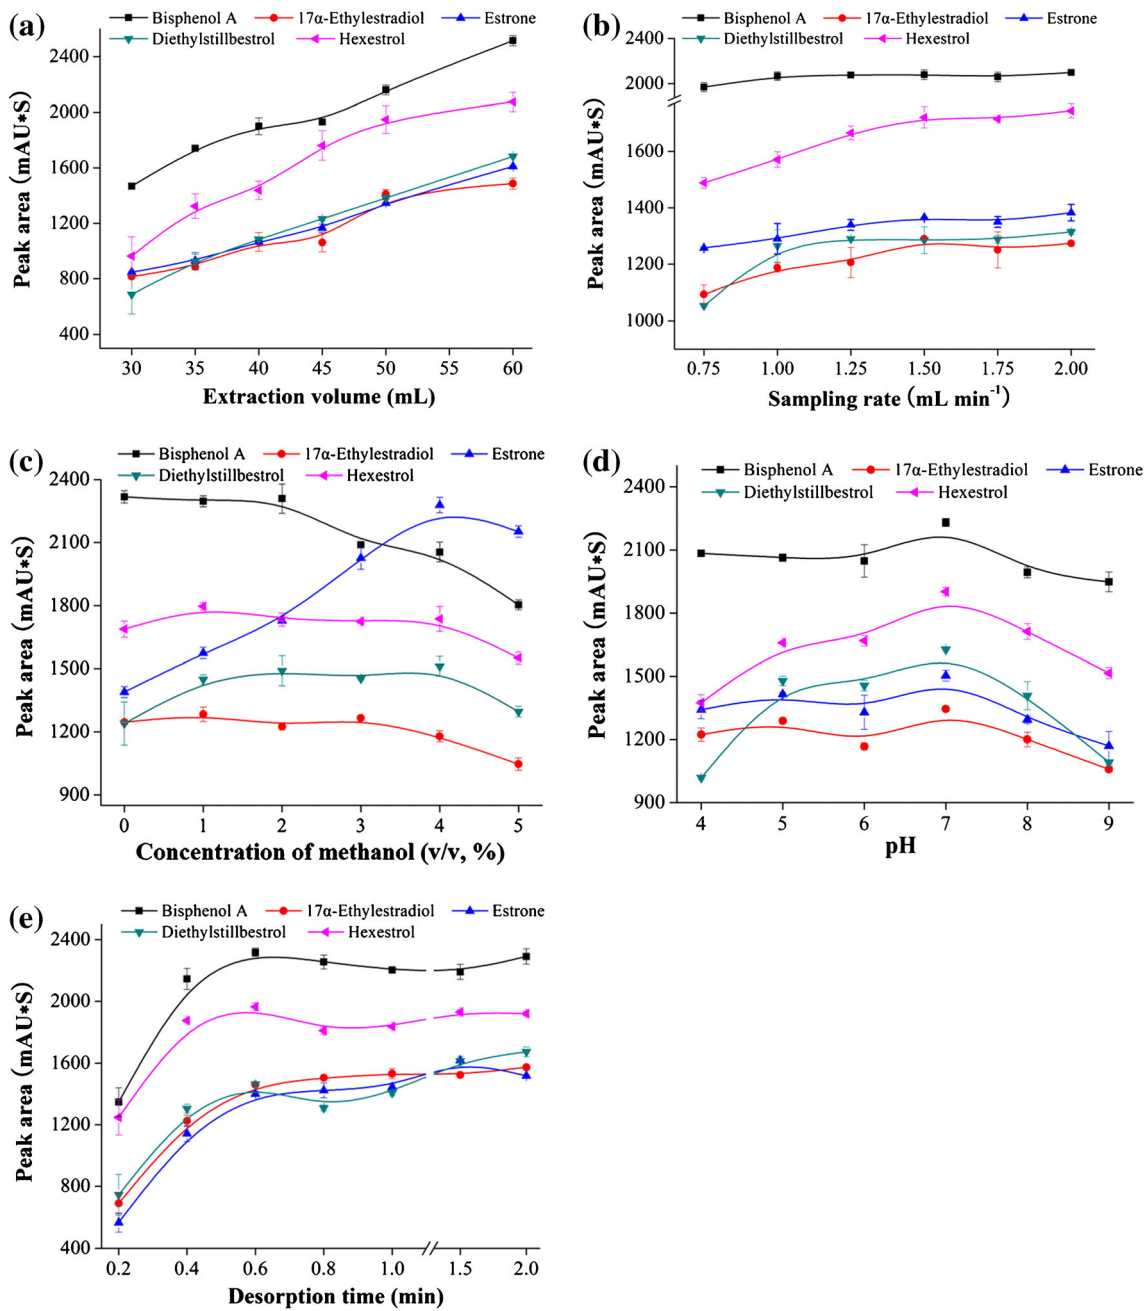 (a)
Bisphenol A 17α-Ethylestradiol Estrone
Diethylstillbestrol Hexestrol
2400
2000
1600
1200
800
400
Peak area (mAU*S)
30 35 40 45 50 55 60
Extraction volume (mL)
(b)
Bisphenol A 17α-Ethylestradiol Estrone
Diethylstillbestrol Hexestrol
2400
2000
1600
1400
1200
1000
Peak area (mAU*S)
0.75 1.00 1.25 1.50 1.75 2.00
Sampling rate (mL min-1)
(c)
Bisphenol A 17α-Ethylestradiol Estrone
Diethylstillbestrol Hexestrol
2400
2100
1800
1500
1200
900
Peak area (mAU*S)
0 1 2 3 4 5
Concentration of methanol (v/v, %)
(d)
Bisphenol A 17α-Ethylestradiol Estrone
Diethylstillbestrol Hexestrol
2400
2100
1800
1500
1200
900
Peak area (mAU*S)
4 5 6 7 8 9
pH
(e)
Bisphenol A 17α-Ethylestradiol Estrone
Diethylstillbestrol Hexestrol
2400
2000
1600
1200
800
400
Peak area (mAU*S)
0.2 0.4 0.6 0.8 1.0 1.5 2.0
Desorption time (min)